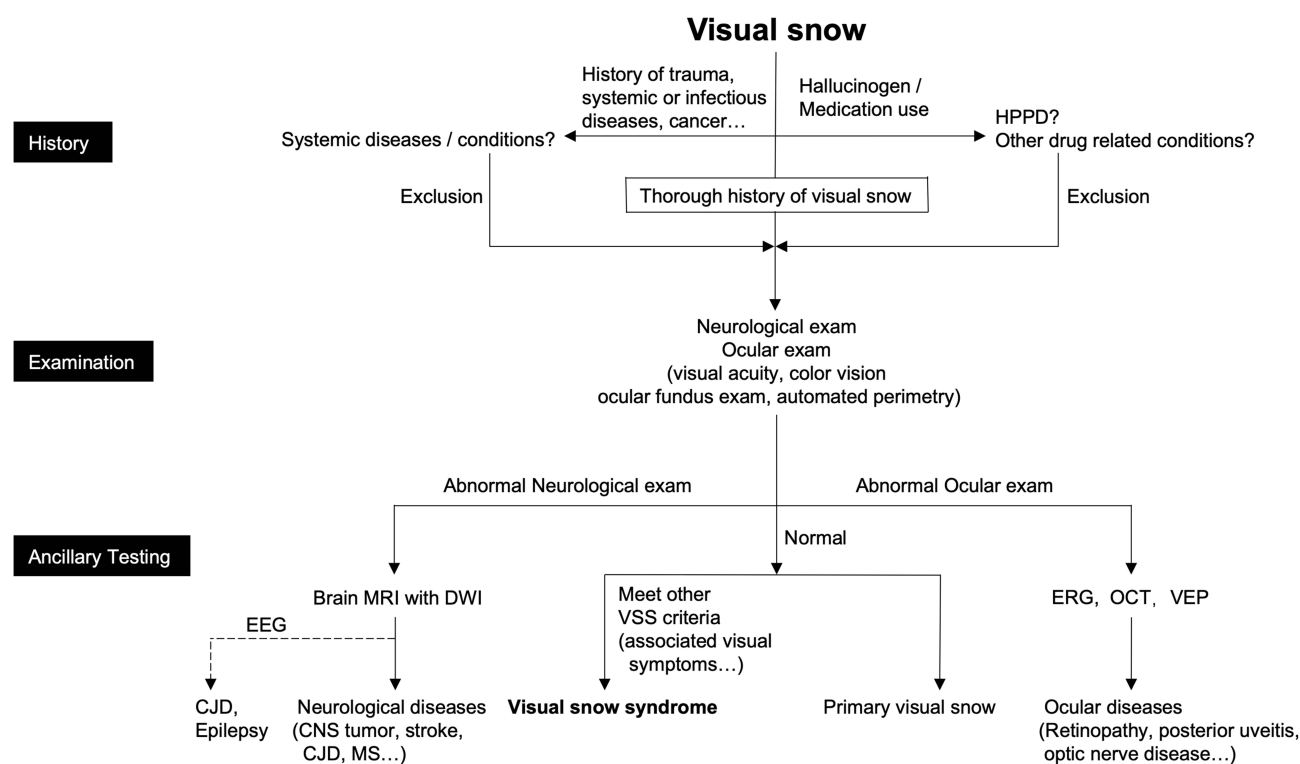 Visual snow
History of trauma,
systemic or infectious
diseases, cancer…
Hallucinogen /
Medication use
History
Systemic diseases / conditions?
HPPD?
Other drug related conditions?
Exclusion
Thorough history of visual snow
Exclusion
Examination
Neurological exam
Ocular exam
(visual acuity, color vision
ocular fundus exam, automated perimetry)
Abnormal Neurological exam
Abnormal Ocular exam
Ancillary Testing
Normal
Brain MRI with DWI
EEG
Meet other
VSS criteria
(associated visual
symptoms…)
ERG, OCT, VEP
CJD,
Epilepsy
Neurological diseases
(CNS tumor, stroke,
CJD, MS…)
Visual snow syndrome
Primary visual snow
Ocular diseases
(Retinopathy, posterior uveitis,
optic nerve disease…)